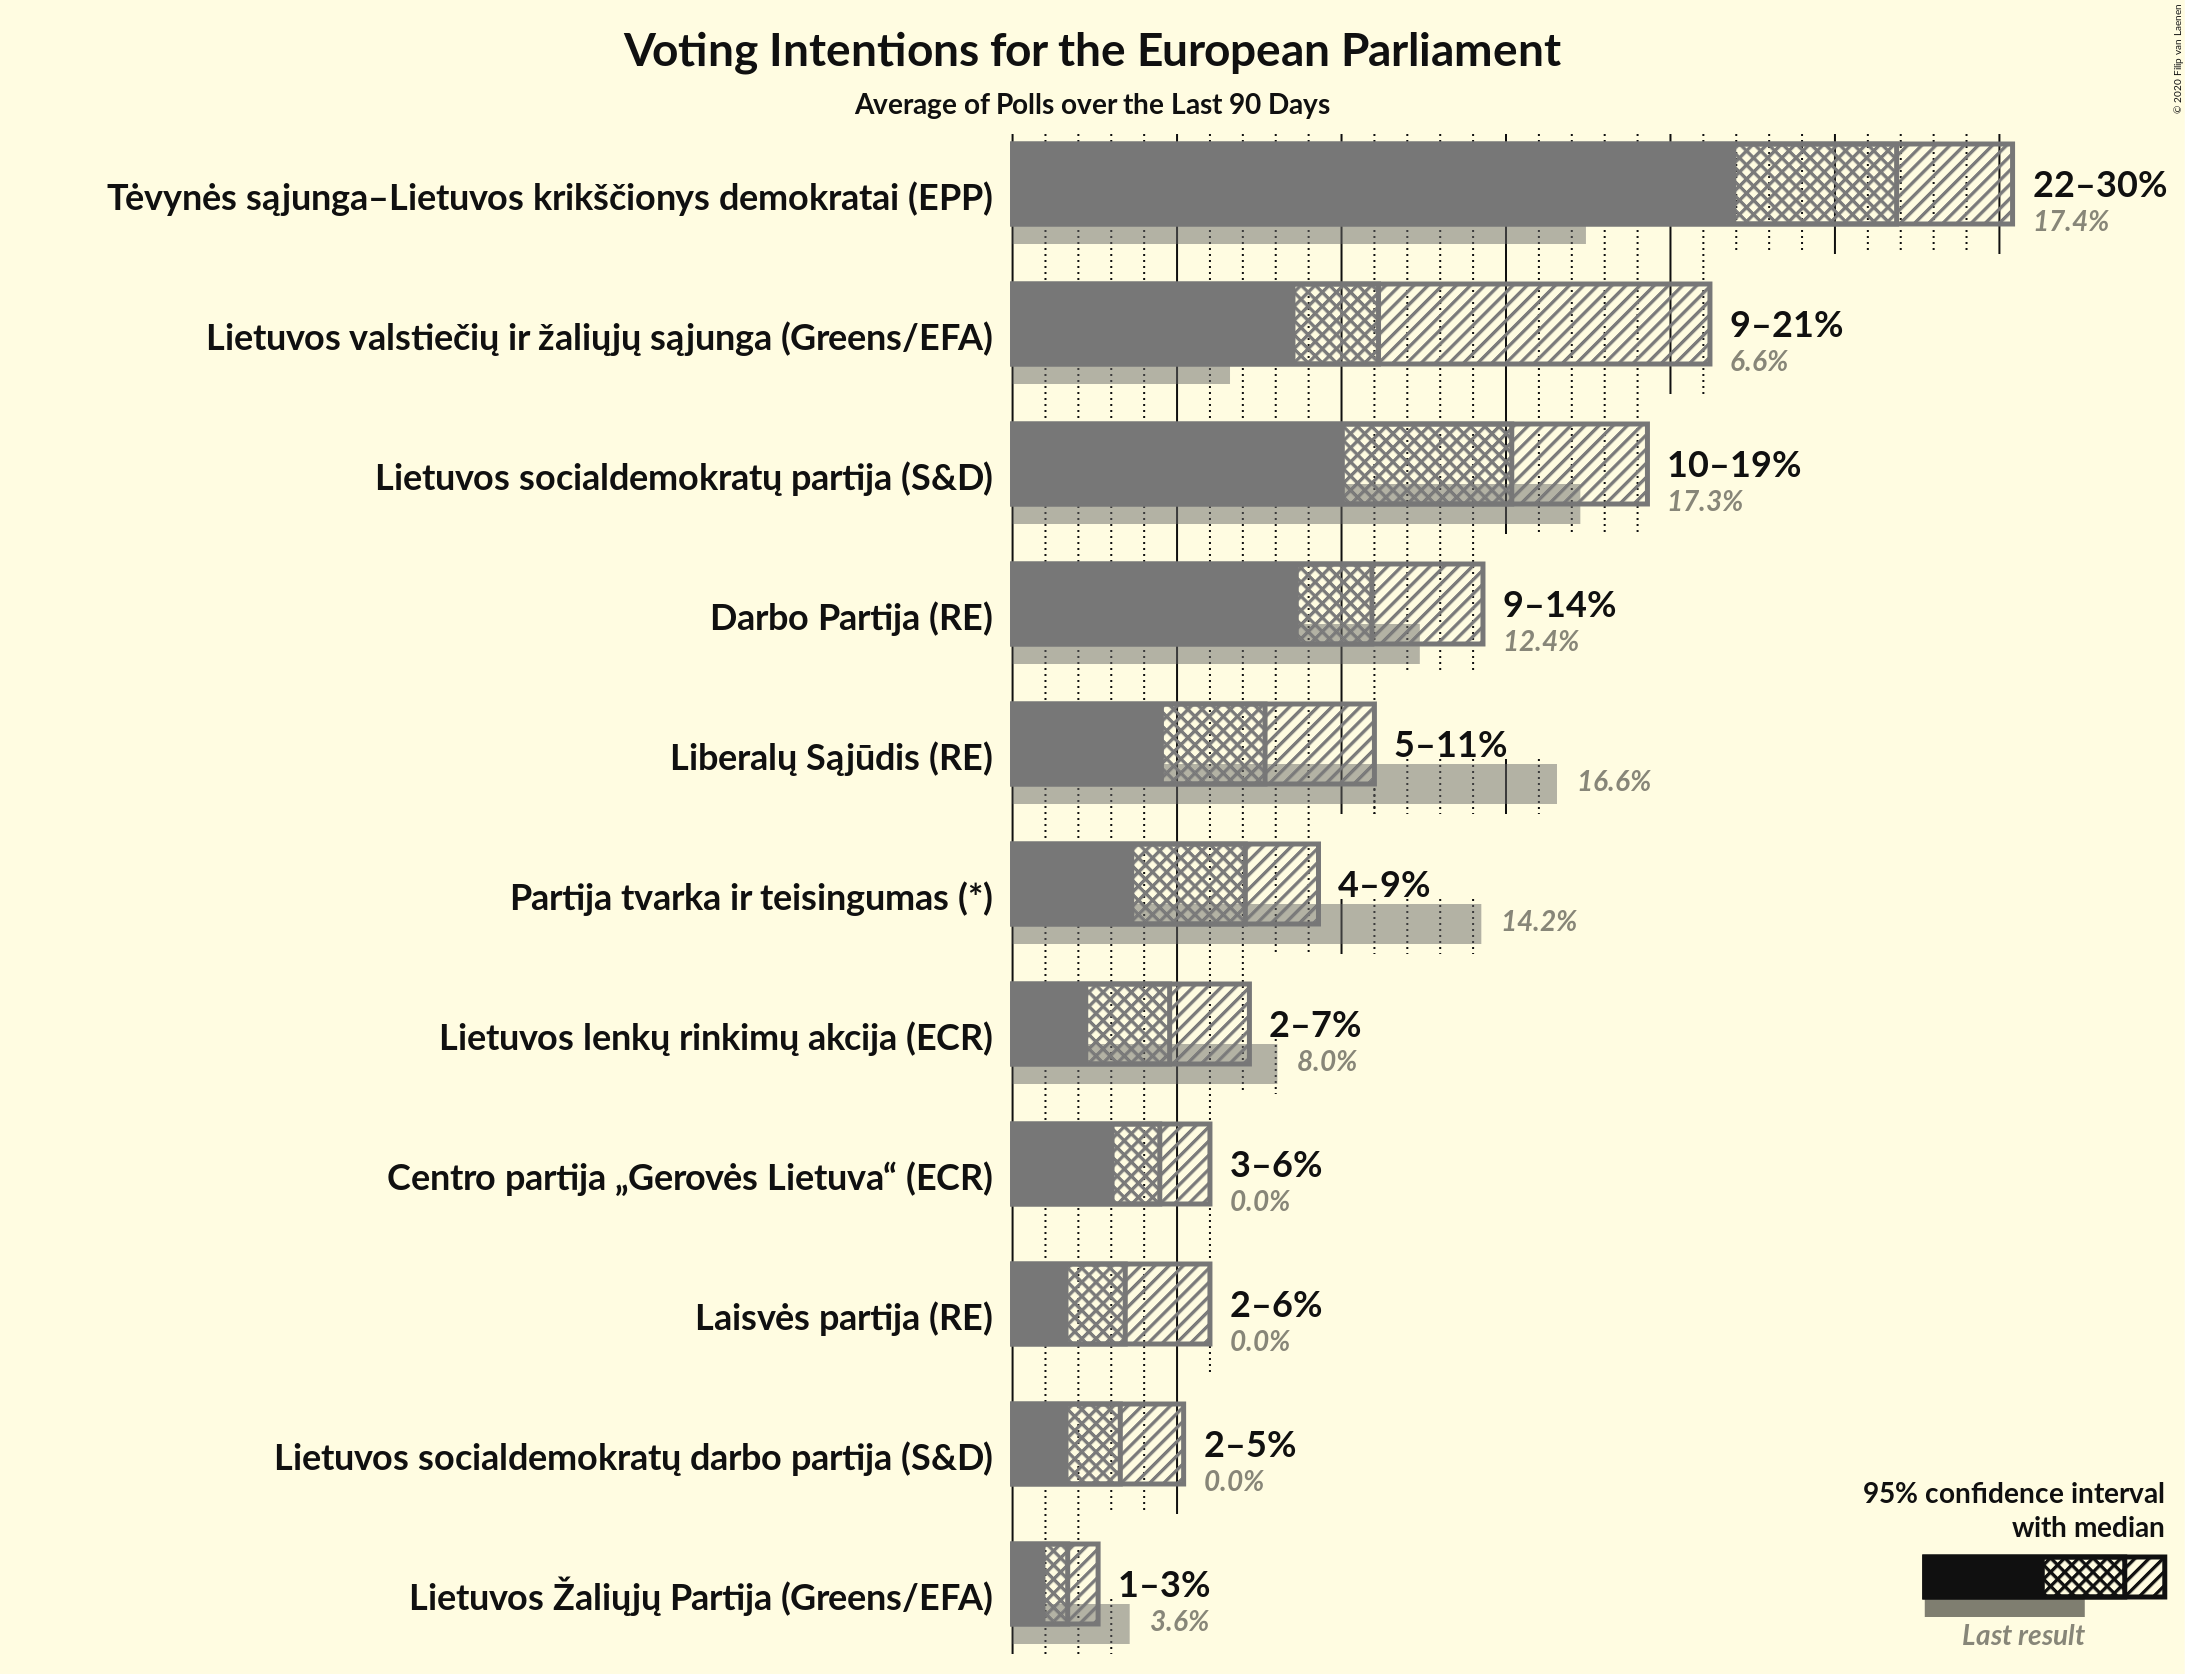 Voting Intentions for the European Parliament
Average of Polls over the Last 90 Days
© 2020 Filip van Laenen
Tėvynės sąjunga–Lietuvos krikščionys demokratai (EPP)
22–30%
17.4%
Lietuvos valstiečių ir žaliųjų sąjunga (Greens/EFA)
9–21%
6.6%
Lietuvos socialdemokratų partija (S&D)
10–19%
17.3%
Darbo Partija (RE)
9–14%
12.4%
Liberalų Sąjūdis (RE)
5–11%
16.6%
Partija tvarka ir teisingumas (*)
4–9%
14.2%
Lietuvos lenkų rinkimų akcija (ECR)
2–7%
8.0%
Centro partija „Gerovės Lietuva“ (ECR)
3–6%
0.0%
Laisvės partija (RE)
2–6%
0.0%
Lietuvos socialdemokratų darbo partija (S&D)
2–5%
0.0%
Lietuvos Žaliųjų Partija (Greens/EFA)
1–3%
3.6%
95% confidence interval
with median
Last result